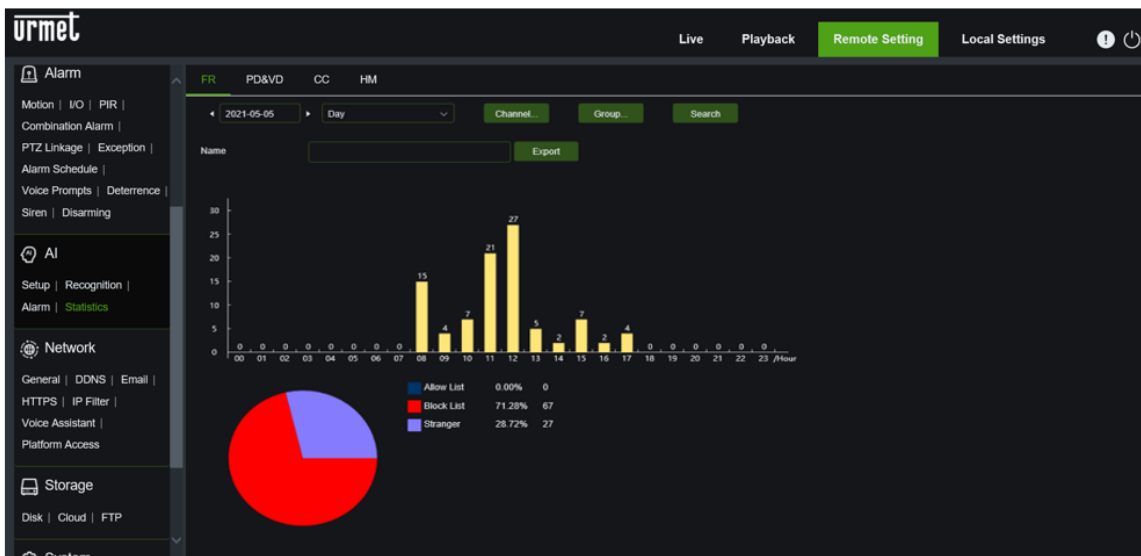 urmet
Live Playback Remote Setting Local Settings
Alarm
Motion | I/O | PIR |
Combination Alarm |
PTZ Linkage | Exception |
Alarm Schedule |
Voice Prompts | Deterrence |
Siren | Disarming
AI
Setup | Recognition |
Alarm | Statistics
Network
General | DDNS | Email |
HTTPS | IP Filter |
Voice Assistant |
Platform Access
Storage
Disk | Cloud | FTP
System
FR PD&VD CC HM
2021-05-05 Day Channel... Group... Search
Name Export
30
25
20
15
10
5
0
0 0 0 0 0 0 0 0 15 4 7 21 27 5 2 7 2 4 0 0 0 0 0 0
00 01 02 03 04 05 06 07 08 09 10 11 12 13 14 15 16 17 18 19 20 21 22 23 /Hour
Allow List 0.00% 0
Block List 71.28% 67
Stranger 28.72% 27